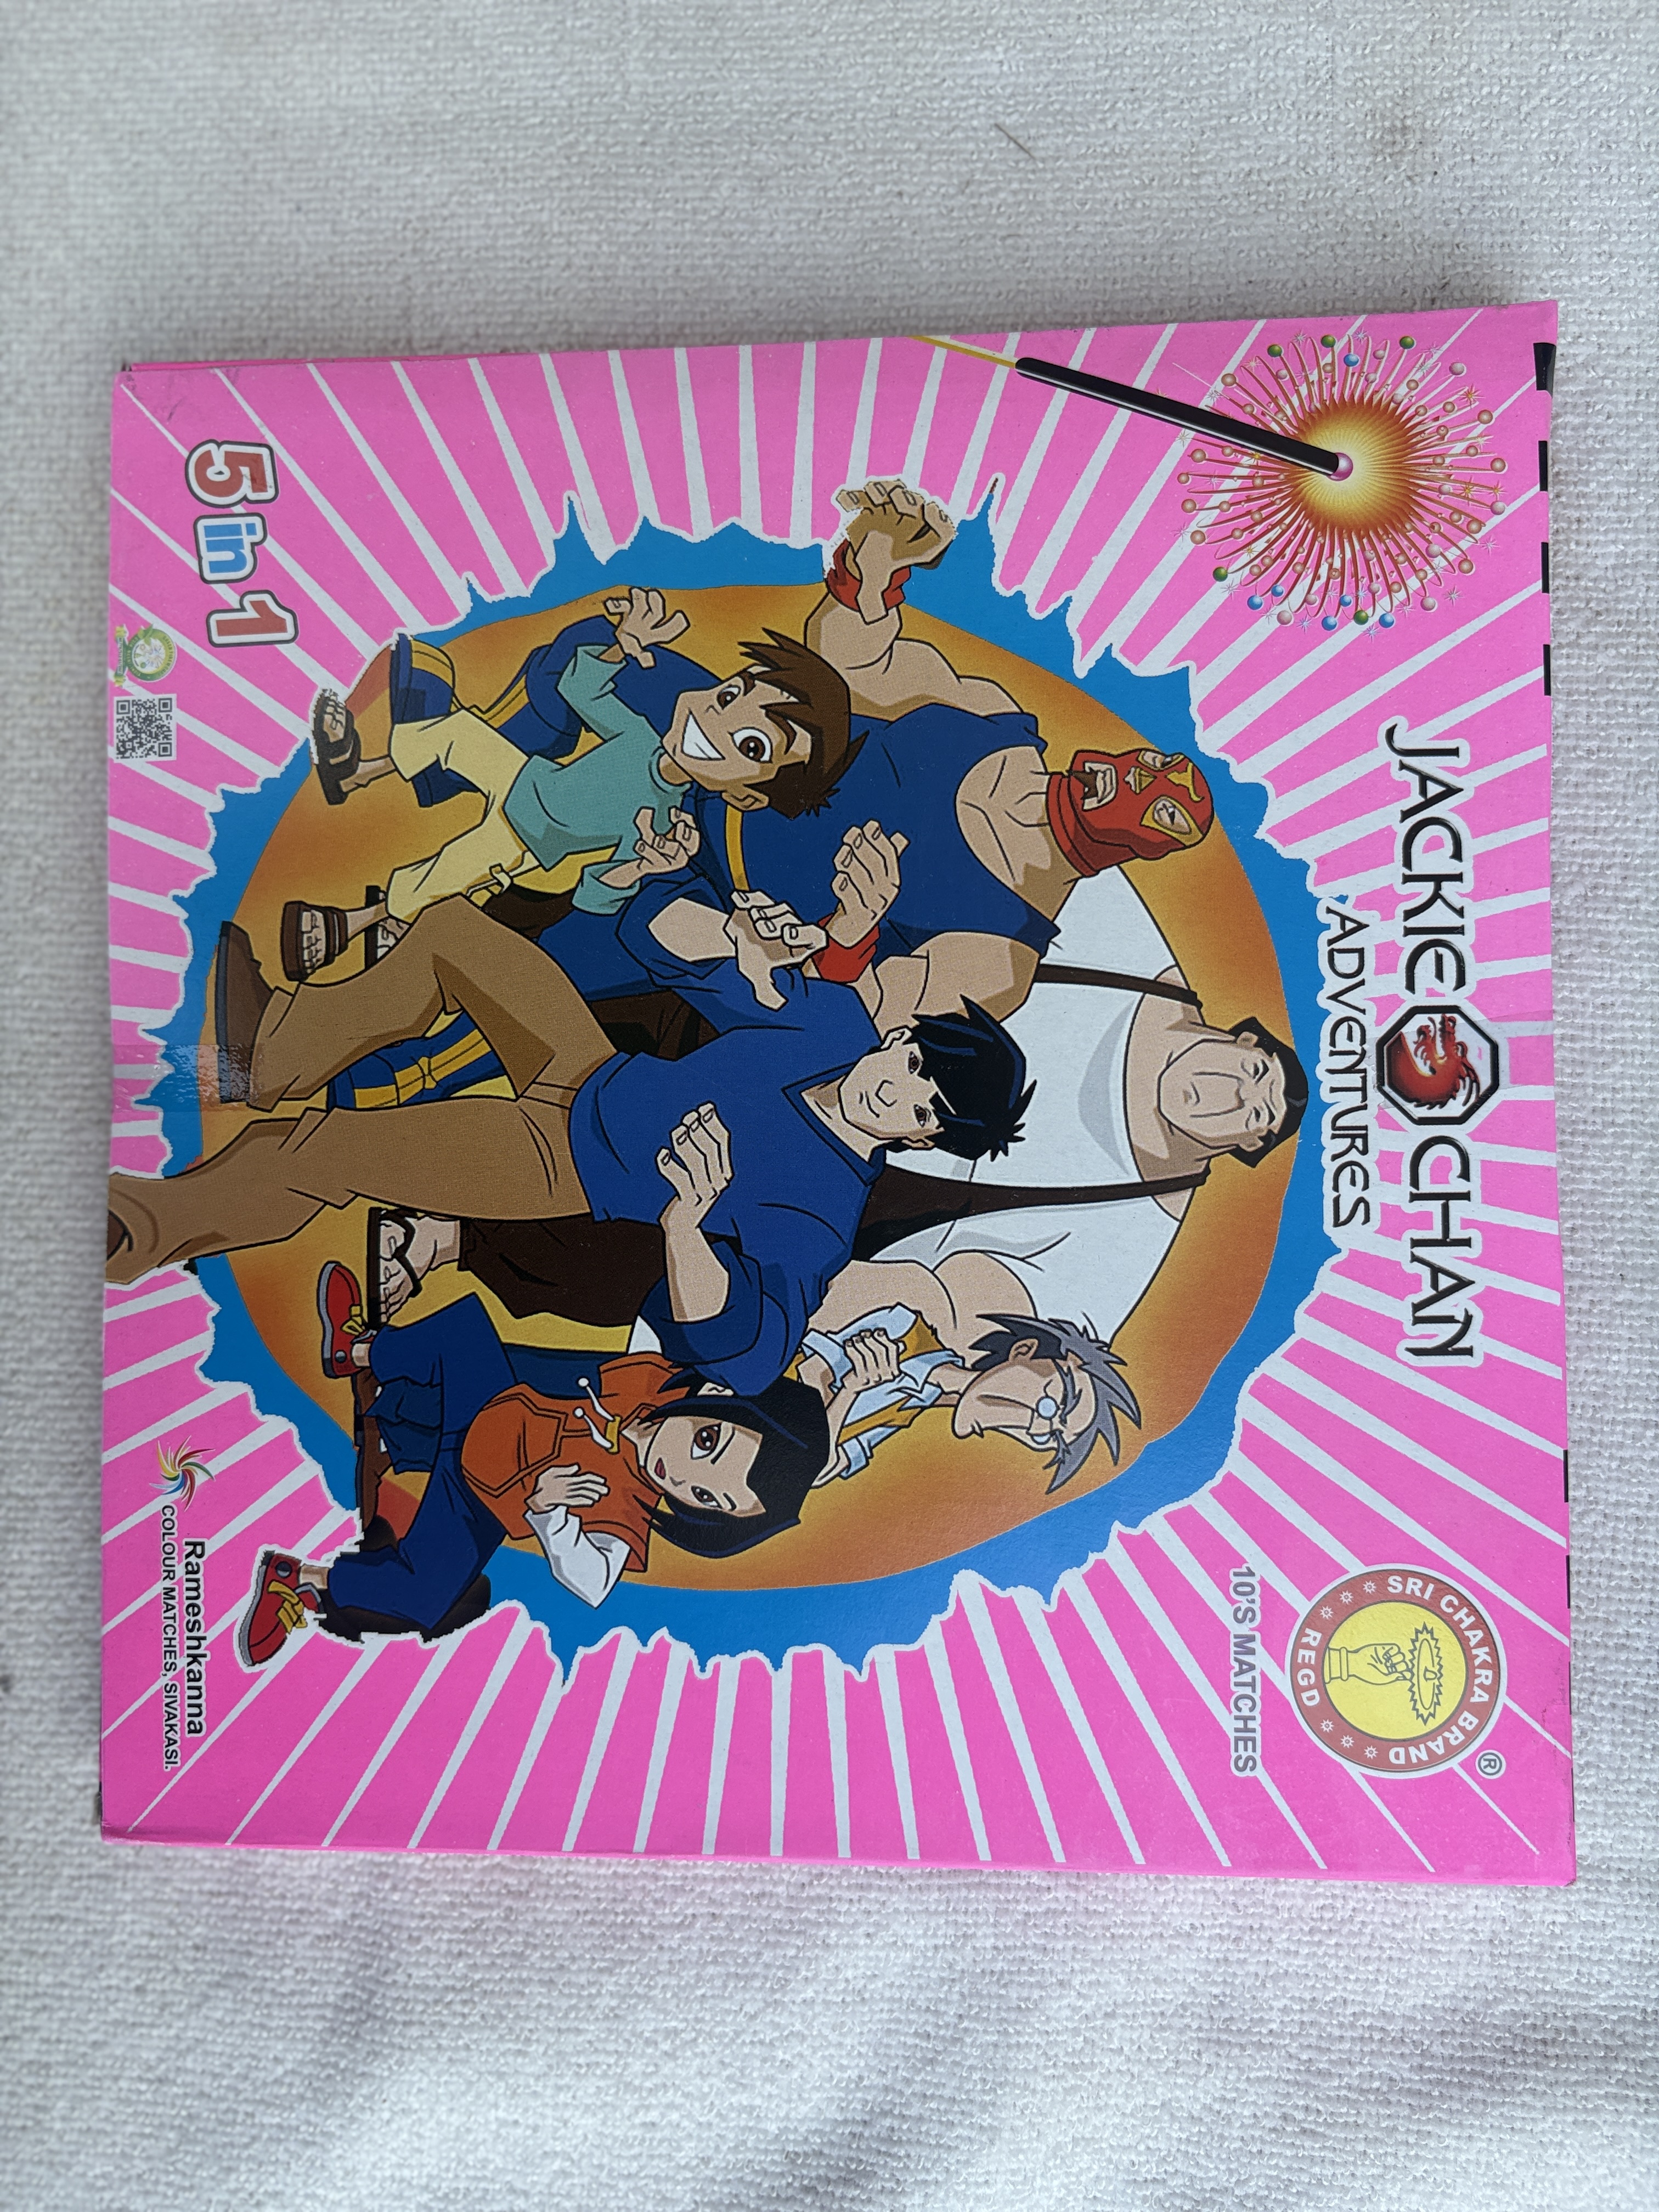 JACKIE CHAN
ADVENTURES
SRI CHAKRA BRAND
REGD
®
10'S MATCHES
5 in 1
Rameshkanna
COLOUR MATCHES, SIVAKASI.